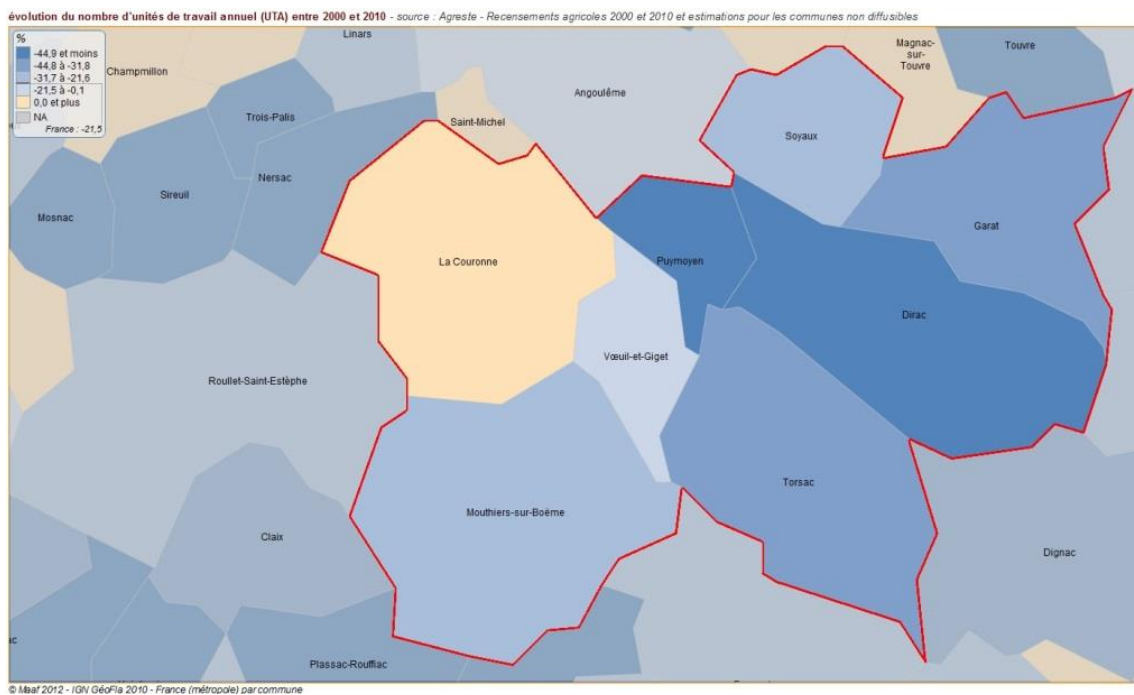 évolution du nombre d'unités de travail annuel (UTA) entre 2000 et 2010 - source : Agreste - Recensements agricoles 2000 et 2010 et estimations pour les communes non diffusibles
%
-44,9 et moins
-44,8 à -31,8
-31,7 à -21,6
-21,5 à -0,1
0,0 et plus
NA
France : -21,5
Linars
Champmillon
Magnac-
sur-
Touvre
Touvre
Angoulême
Trois-Palis
Saint-Michel
Soyaux
Nersac
Sireuil
Mosnac
Garat
La Couronne
Puymoyen
Dirac
Vœuil-et-Giget
Roullet-Saint-Estèphe
Torsac
Mouthiers-sur-Boëme
Claix
Dignac
ac
Plassac-Rouffiac
© Maaf 2012 - IGN GéoFla 2010 - France (métropole) par commune